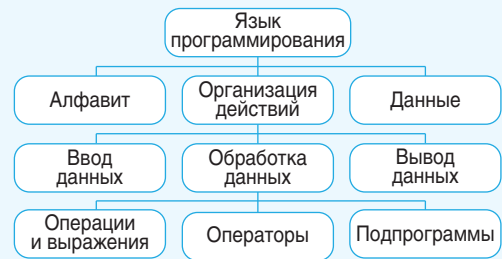 Язык
программирования
Алфавит
Организация
действий
Данные
Ввод
данных
Обработка
данных
Вывод
данных
Операции
и выражения
Операторы
Подпрограммы